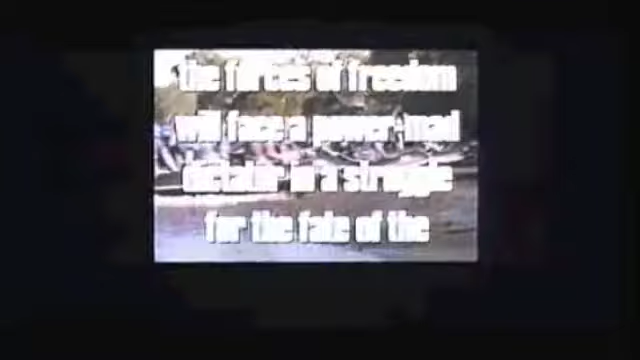 the forces of freedom
will face a power-mad
dictator in a struggle
for the fate of the